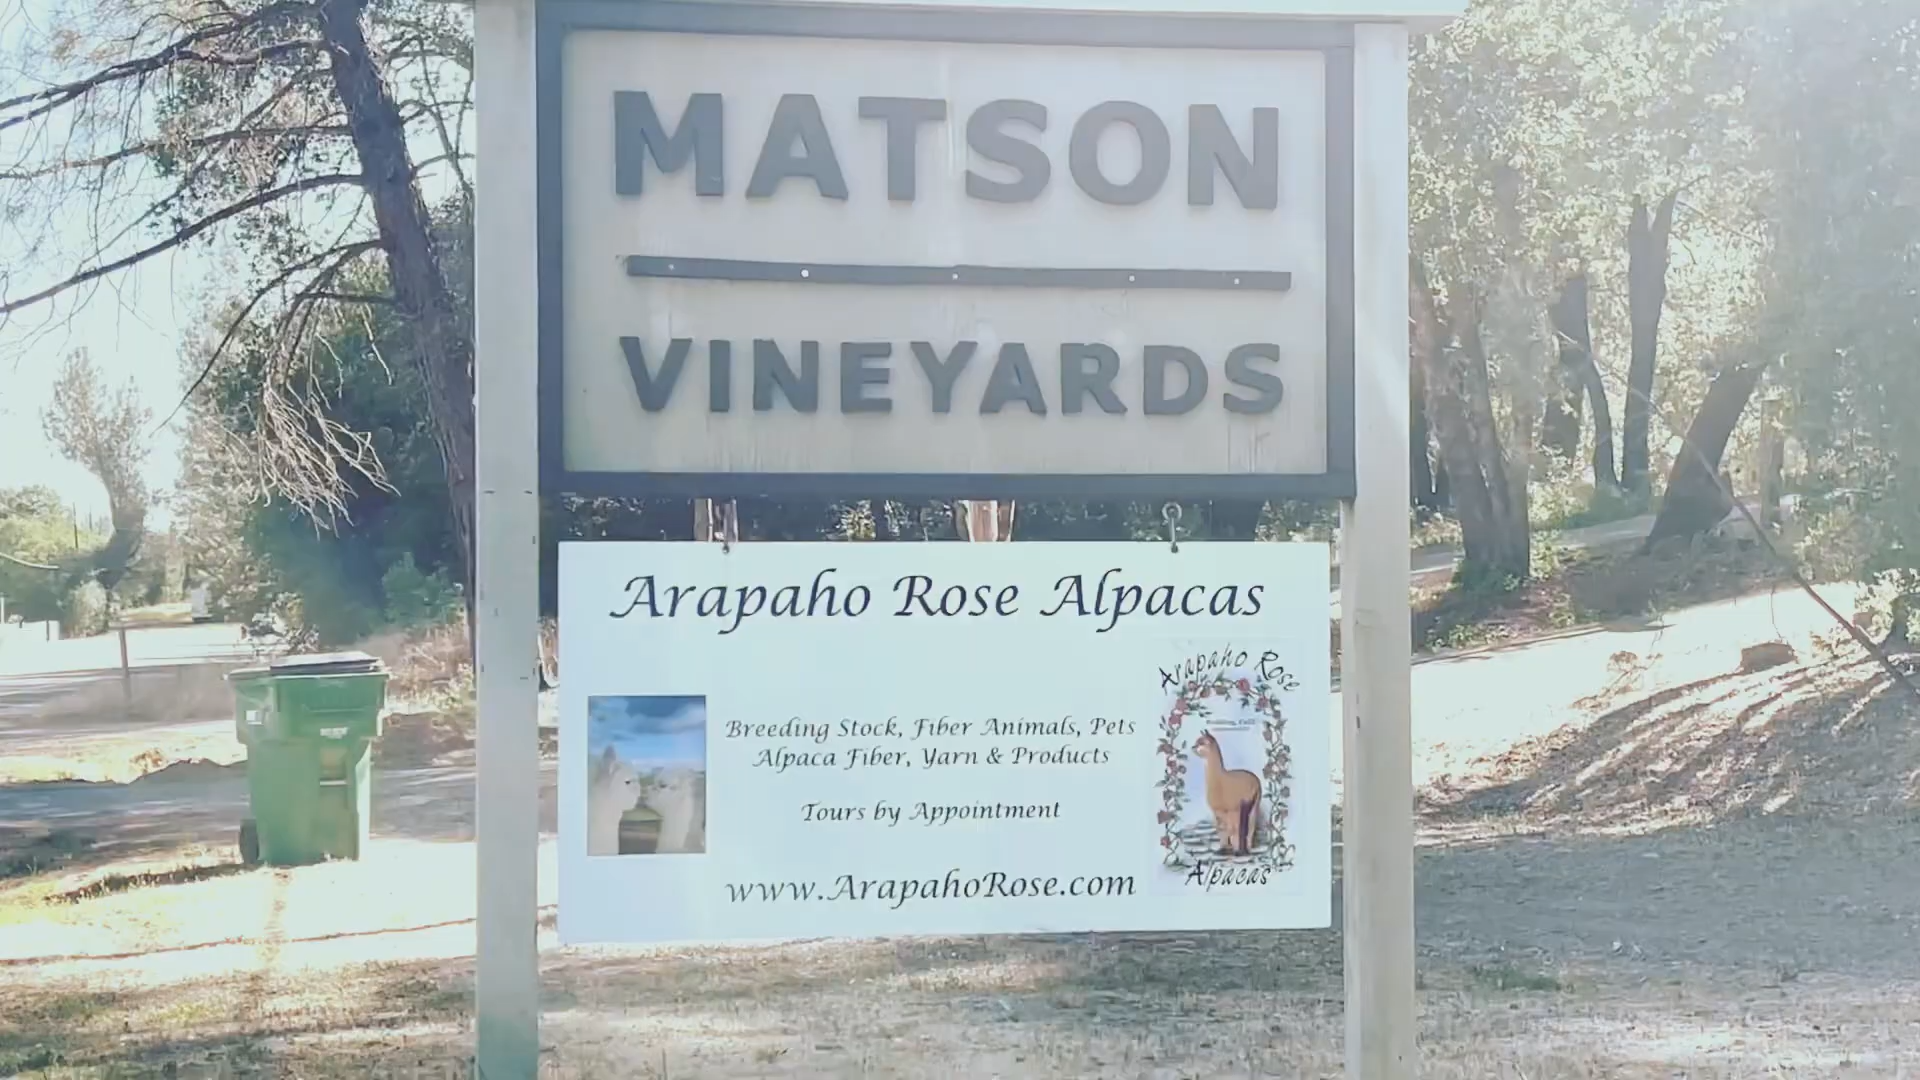 MATSON
VINEYARDS
Arapaho Rose Alpacas
Breeding Stock, Fiber Animals, Pets
Alpaca Fiber, Yarn & Products
Tours by Appointment
www.ArapahoRose.com
Arapaho Rose
Alpacas